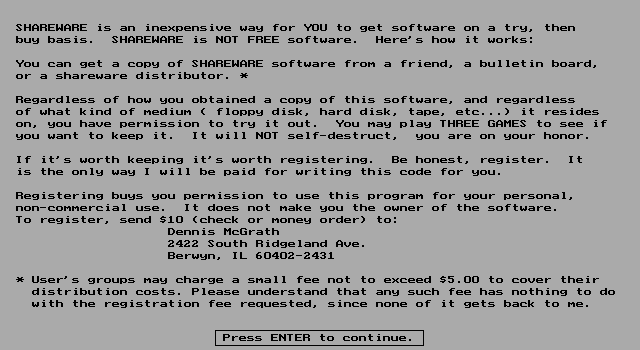 SHAREWARE is an inexpensive way for YOU to get software on a try, then
buy basis.  SHAREWARE is NOT FREE software.  Here's how it works:
You can get a copy of SHAREWARE software from a friend, a bulletin board,
or a shareware distributor. *
Regardless of how you obtained a copy of this software, and regardless
of what kind of medium ( floppy disk, hard disk, tape, etc...) it resides
on, you have permission to try it out.  You may play THREE GAMES to see if
you want to keep it.  It will NOT self-destruct,  you are on your honor.
If it's worth keeping it's worth registering.  Be honest, register.  It
is the only way I will be paid for writing this code for you.
Registering buys you permission to use this program for your personal,
non-commercial use.  It does not make you the owner of the software.
To register, send $10 (check or money order) to:
Dennis McGrath
2422 South Ridgeland Ave.
Berwyn, IL 60402-2431
* User's groups may charge a small fee not to exceed $5.00 to cover their
distribution costs. Please understand that any such fee has nothing to do
with the registration fee requested, since none of it gets back to me.
Press ENTER to continue.